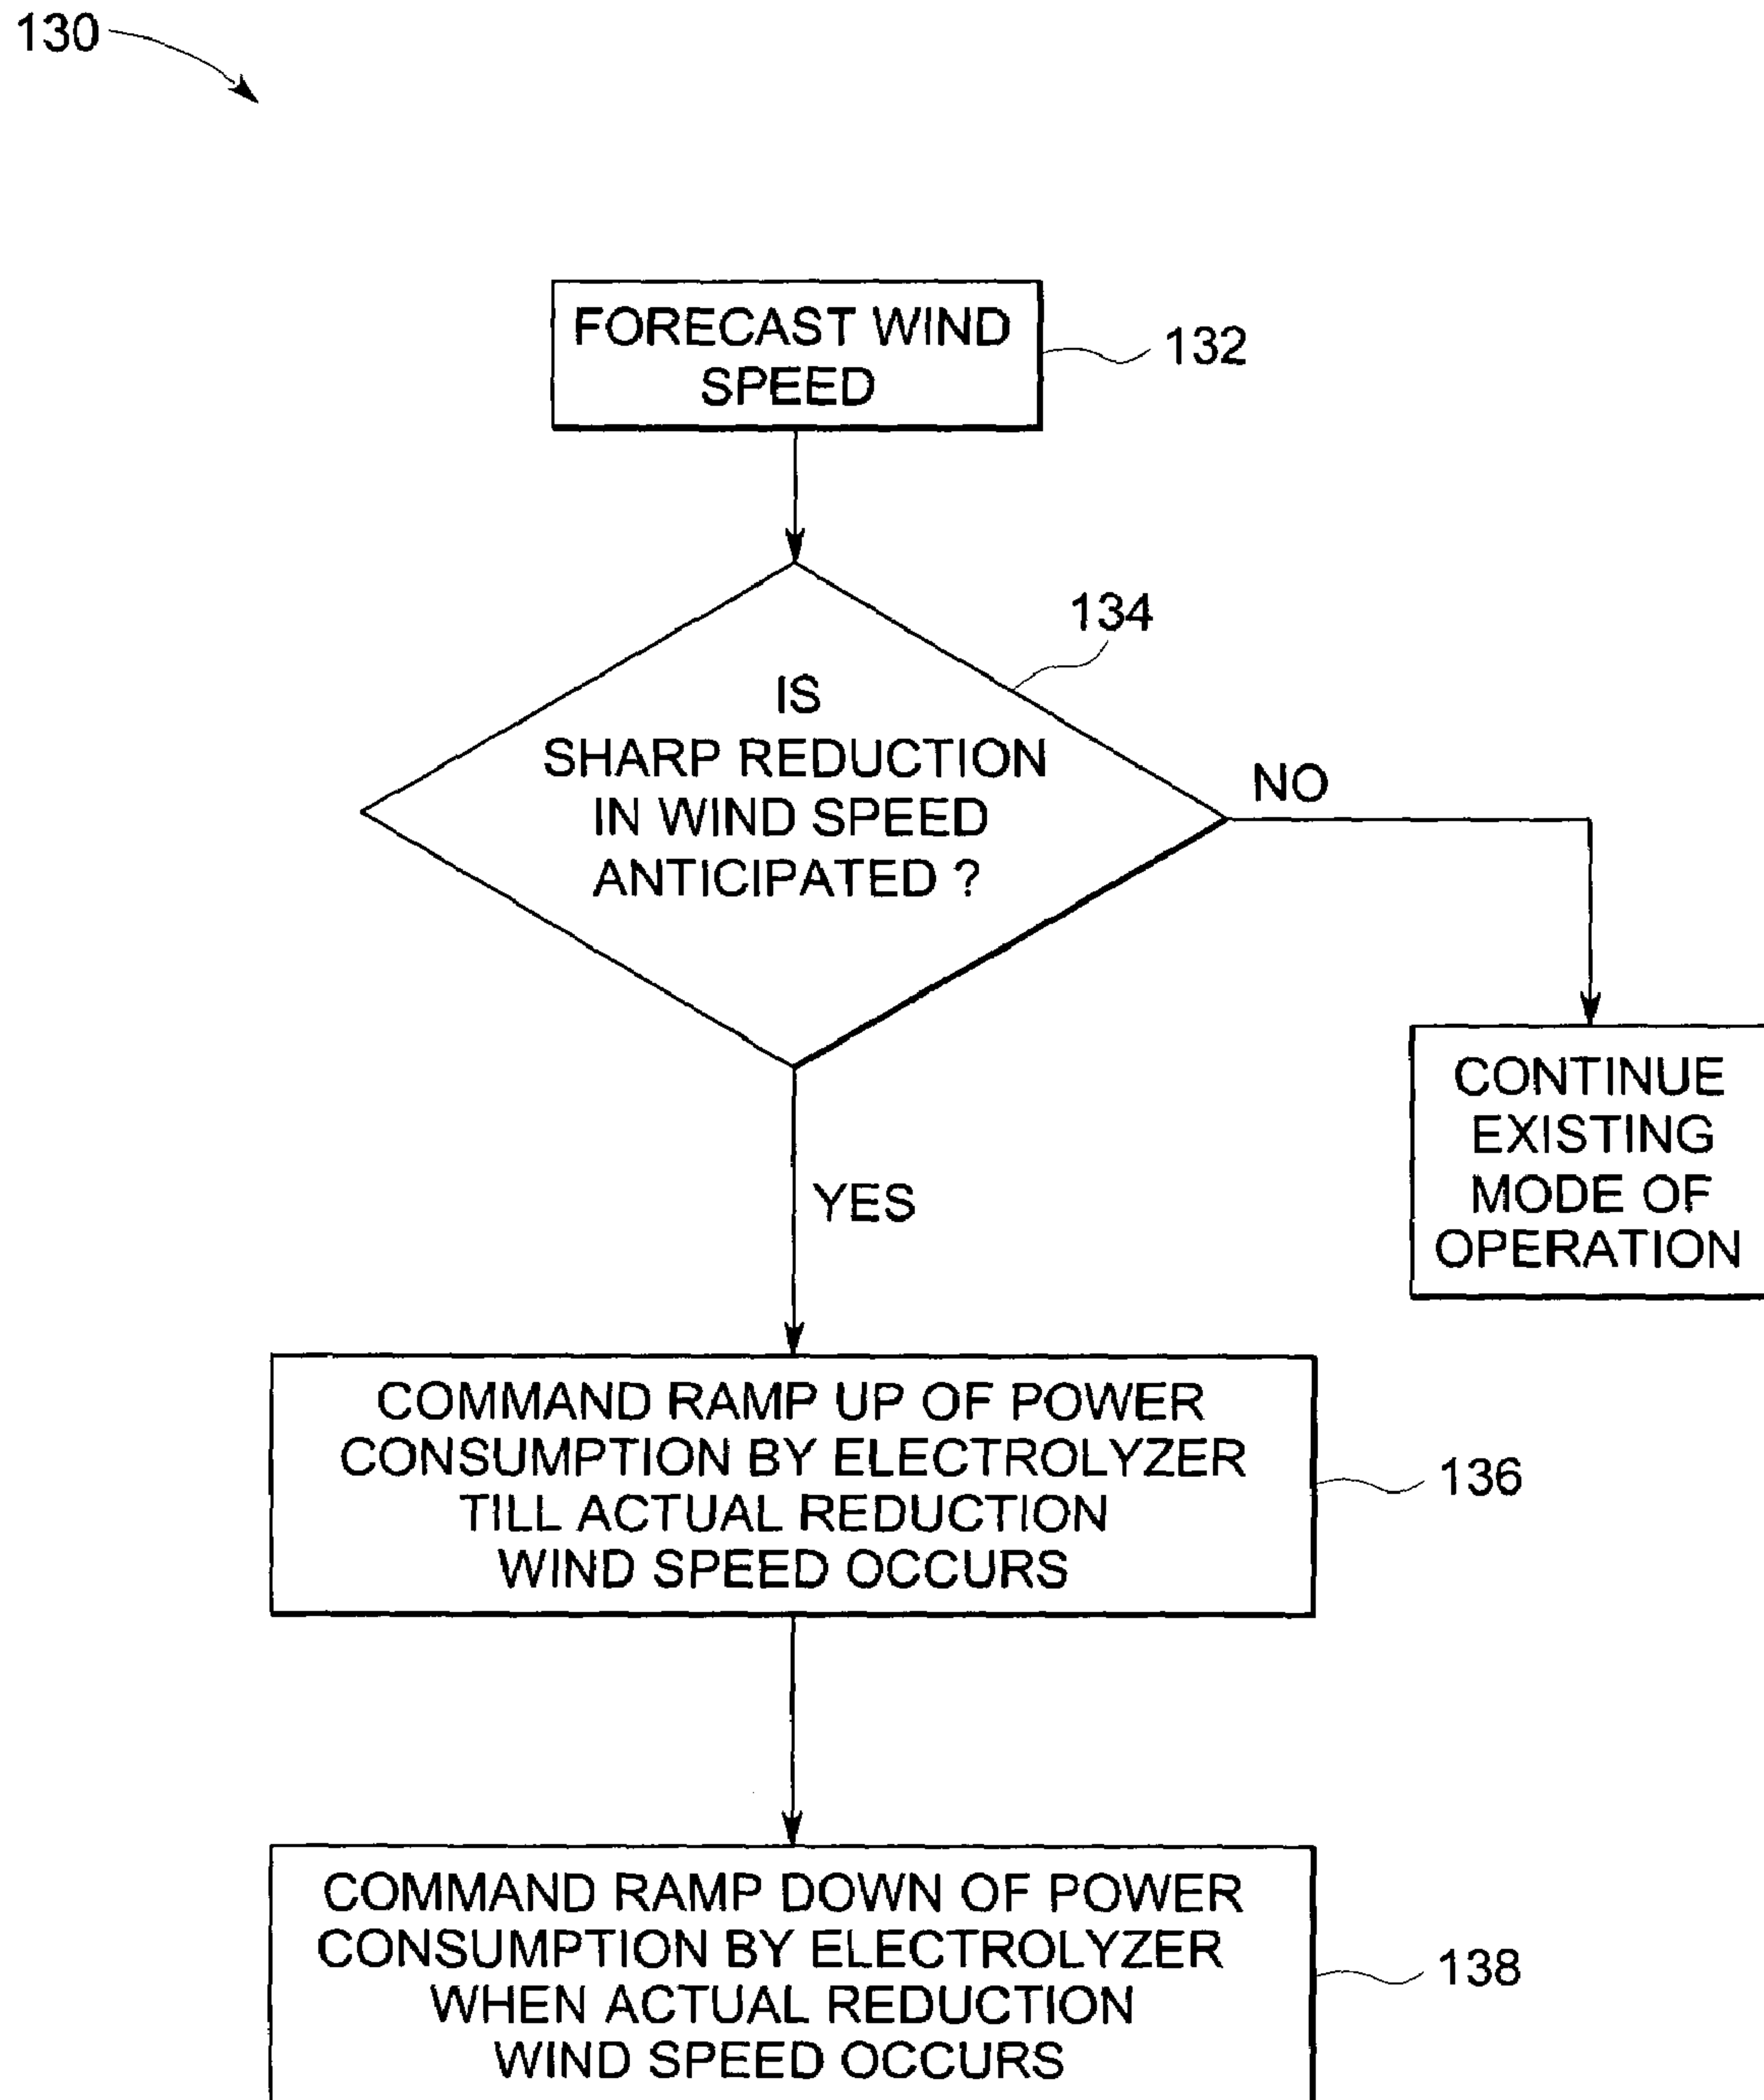 130
FORECAST WIND
SPEED
132
134
IS
SHARP REDUCTION
IN WIND SPEED
ANTICIPATED ?
NO
CONTINUE
EXISTING
MODE OF
OPERATION
YES
COMMAND RAMP UP OF POWER
CONSUMPTION BY ELECTROLYZER
TILL ACTUAL REDUCTION
WIND SPEED OCCURS
136
COMMAND RAMP DOWN OF POWER
CONSUMPTION BY ELECTROLYZER
WHEN ACTUAL REDUCTION
WIND SPEED OCCURS
138